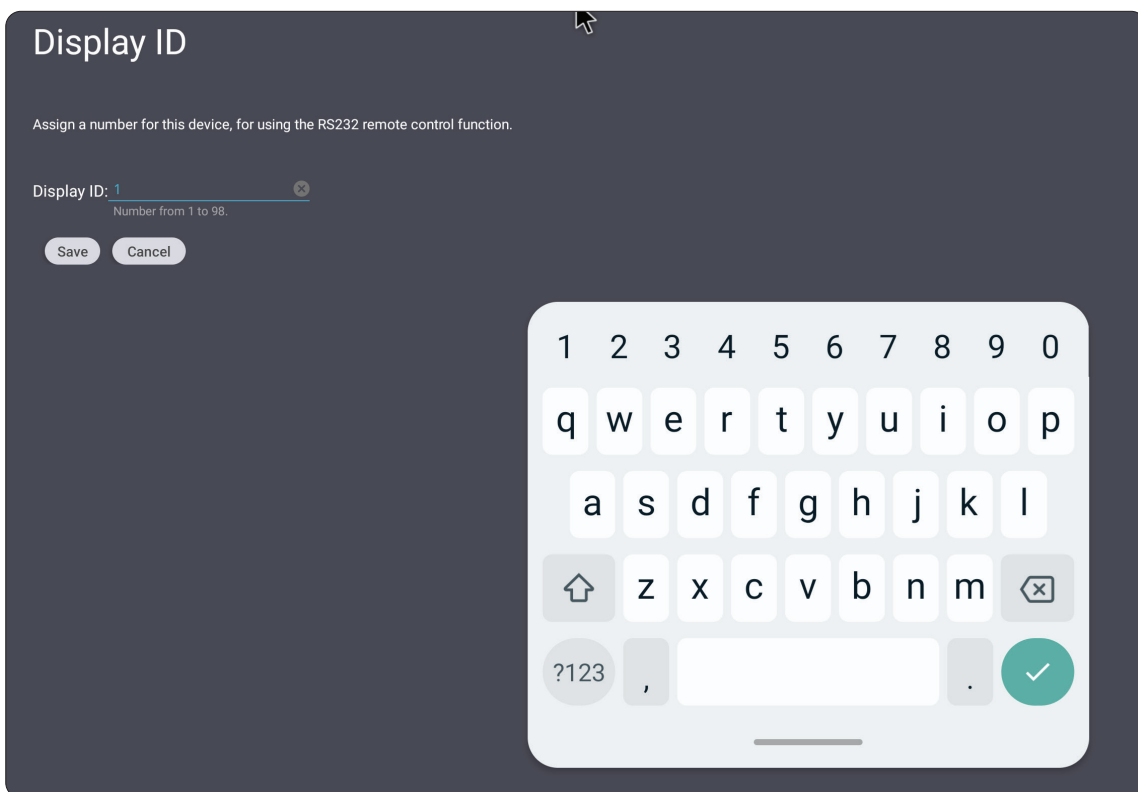 Display ID
Assign a number for this device, for using the RS232 remote control function.
Display ID: 1
Number from 1 to 98.
Save Cancel
1 2 3 4 5 6 7 8 9 0
q w e r t y u i o p
a s d f g h j k l
z x c v b n m
?123 , .